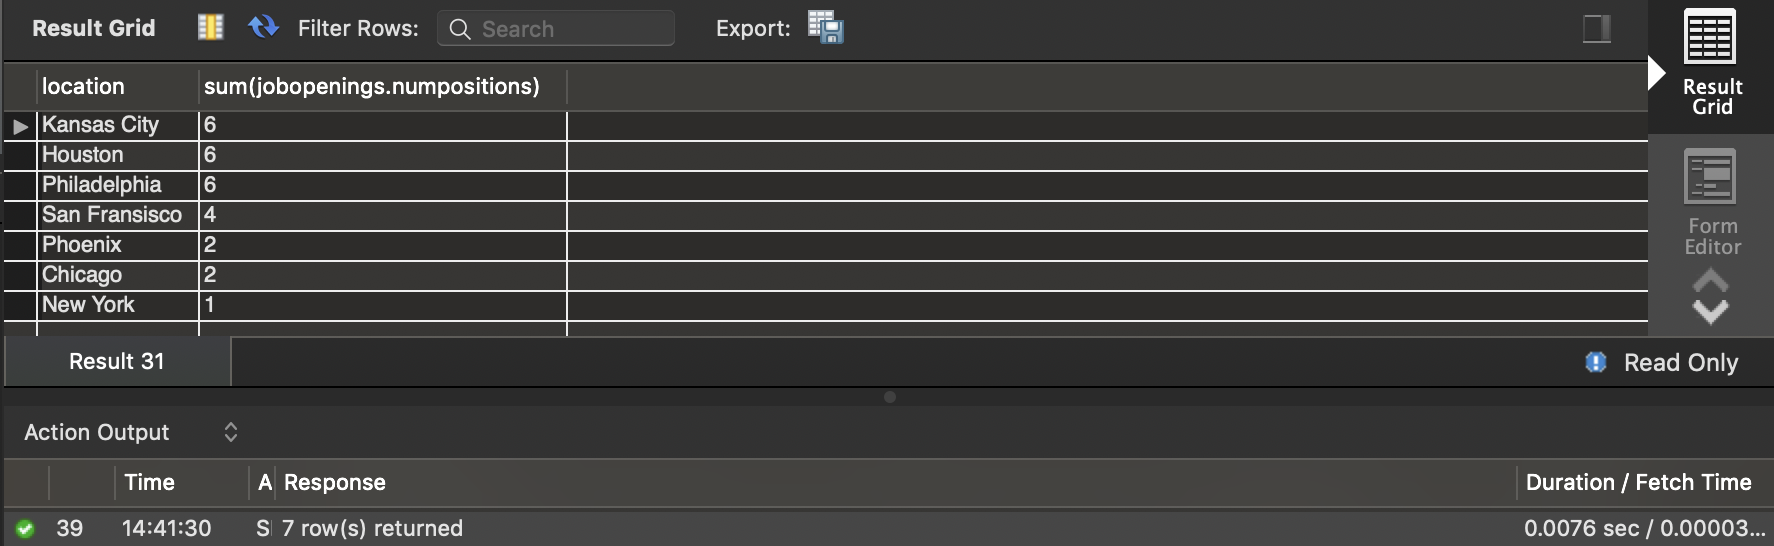 Result Grid Filter Rows: Search Export:
location sum(jobopenings.numpositions)
Kansas City 6
Houston 6
Philadelphia 6
San Fransisco 4
Phoenix 2
Chicago 2
New York 1
Result
Grid
Form
Editor
Result 31 Read Only
Action Output
Time A Response Duration / Fetch Time
39 14:41:30 S 7 row(s) returned 0.0076 sec / 0.00003...